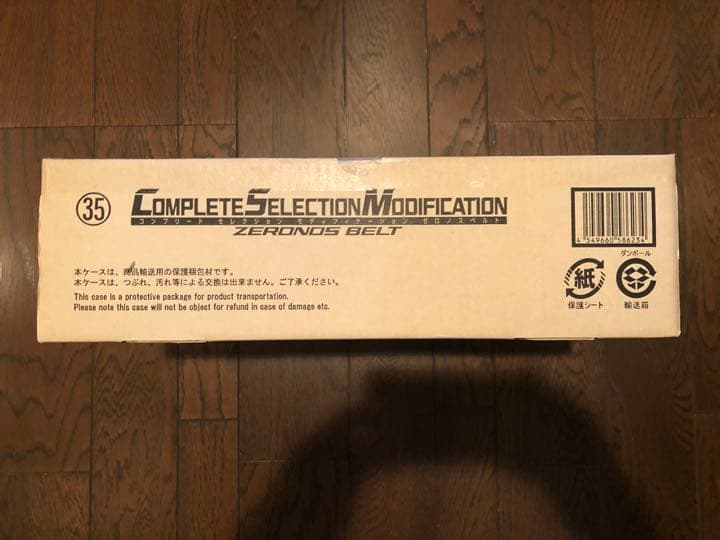 35
COMPLETE SELECTION MODIFICATION
コンプリート セレクション モディフィケーション ゼロノスベルト
ZERONOS BELT
本ケースは、商品輸送用の保護梱包材です。
本ケースは、つぶれ、汚れ等による交換は出来ません。ご了承ください。
This case is a protective package for product transportation.
Please note this case will not be object for refund in case of damage etc.
4 549660 586234
ダンボール
紙
保護シート
輸送箱